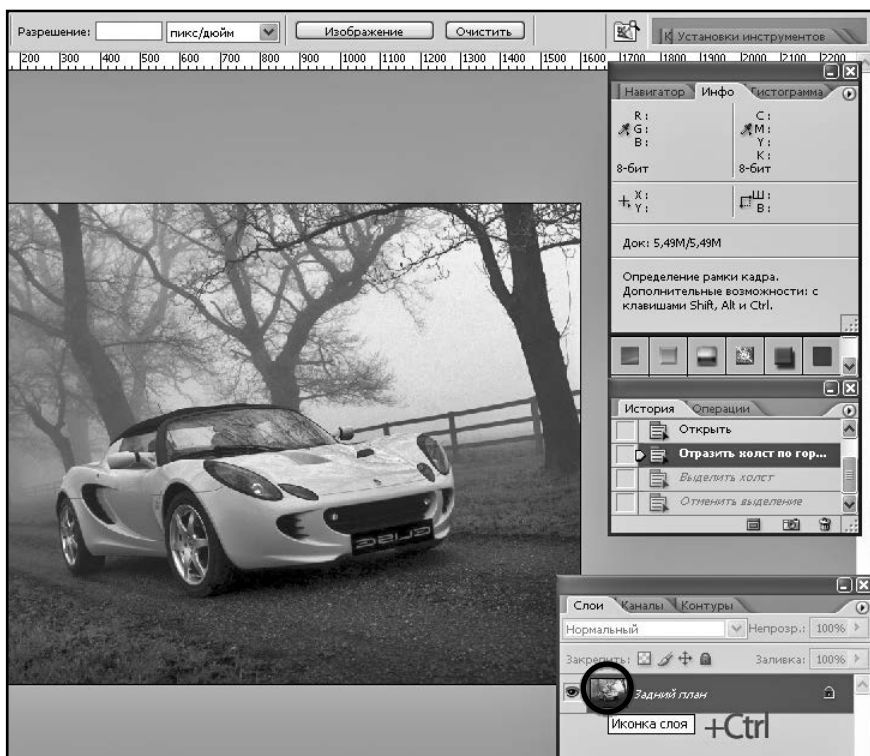 Разрешение: пикс/дюйм Изображение Очистить Установки инструментов
200 300 400 500 600 700 800 900 1000 1100 1200 1300 1400 1500 1600 1700 1800 1900 2000 2100 2200
Навигатор Инфо Гистограмма
R: C:
G: M:
B: Y:
K:
8-бит 8-бит
X: Ш:
Y: В:
Док: 5,49M/5,49M
Определение рамки кадра.
Дополнительные возможности: с
клавишами Shift, Alt и Ctrl.
История Операции
Открыть
Отразить холст по гор...
Выделить холст
Отменить выделение
Слои Каналы Контуры
Нормальный Непрозр.: 100%
Закрепить: Заливка: 100%
Задний план
Иконка слоя +Ctrl